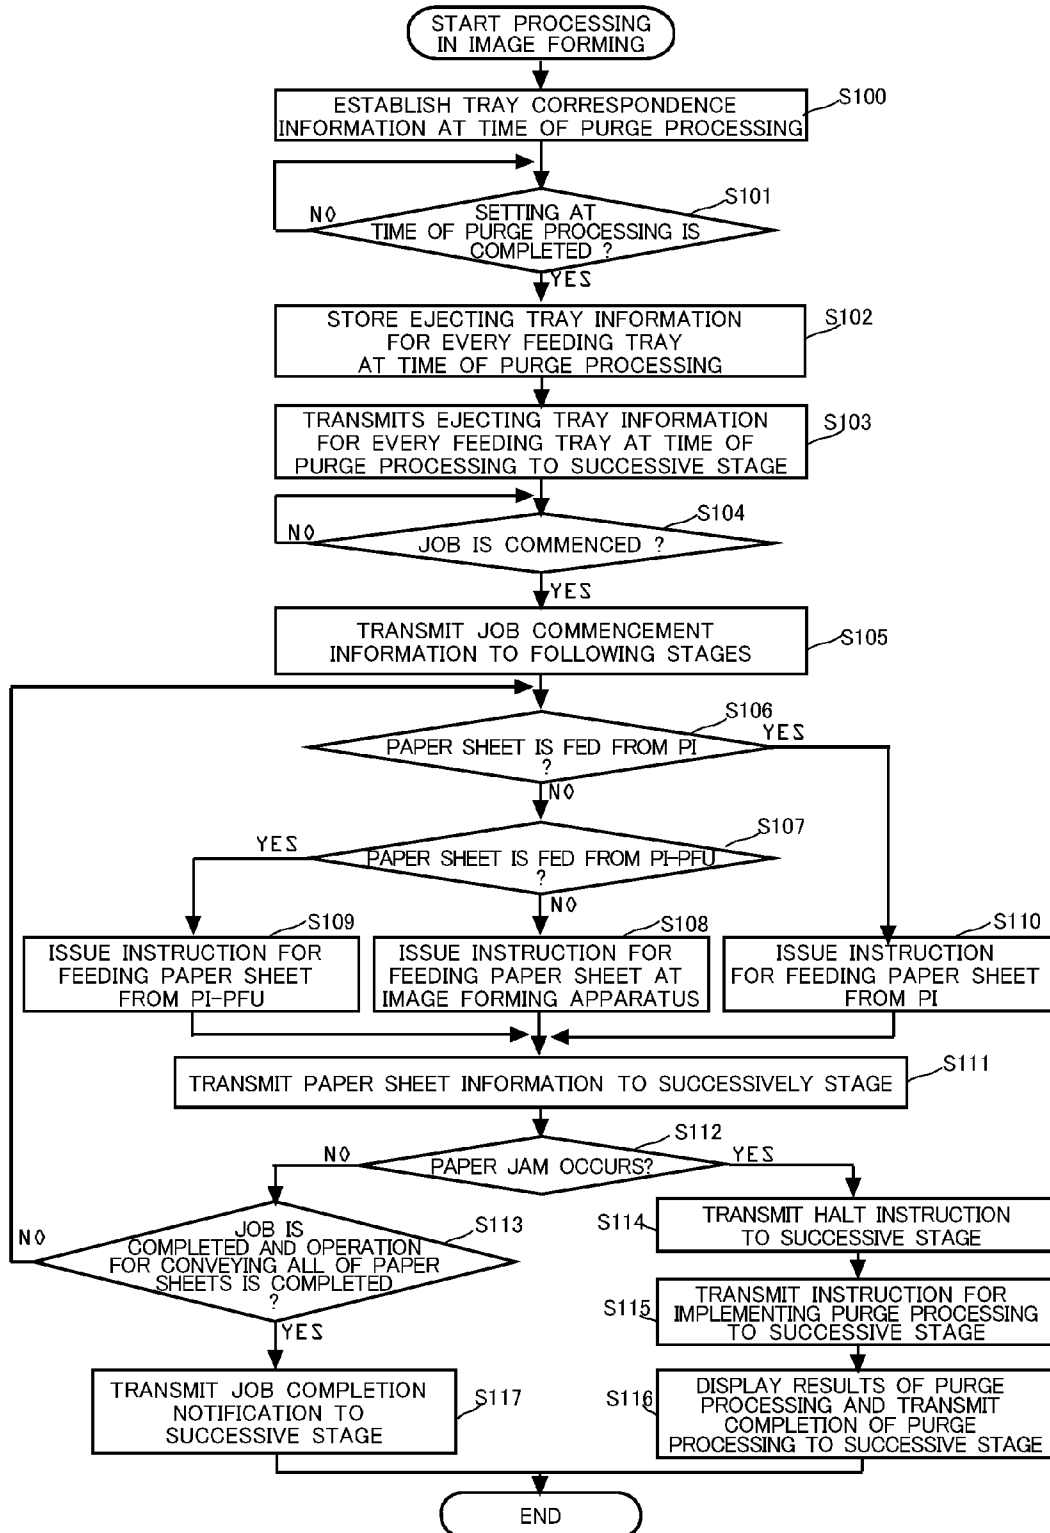 START PROCESSING
IN IMAGE FORMING
S100
ESTABLISH TRAY CORRESPONDENCE
INFORMATION AT TIME OF PURGE PROCESSING
S101
NO
SETTING AT
TIME OF PURGE PROCESSING IS
COMPLETED ?
YES
S102
STORE EJECTING TRAY INFORMATION
FOR EVERY FEEDING TRAY
AT TIME OF PURGE PROCESSING
S103
TRANSMITS EJECTING TRAY INFORMATION
FOR EVERY FEEDING TRAY AT TIME OF
PURGE PROCESSING TO SUCCESSIVE STAGE
S104
NO
JOB IS COMMENCED ?
YES
S105
TRANSMIT JOB COMMENCEMENT
INFORMATION TO FOLLOWING STAGES
S106
YES
PAPER SHEET IS FED FROM PI
?
NO
S107
YES
PAPER SHEET IS FED FROM PI-PFU
?
NO
S109
ISSUE INSTRUCTION FOR
FEEDING PAPER SHEET
FROM PI-PFU
S108
ISSUE INSTRUCTION FOR
FEEDING PAPER SHEET AT
IMAGE FORMING APPARATUS
S110
ISSUE INSTRUCTION
FOR FEEDING PAPER SHEET
FROM PI
S111
TRANSMIT PAPER SHEET INFORMATION TO SUCCESSIVELY STAGE
S112
NO
PAPER JAM OCCURS?
YES
S113
NO
JOB IS
COMPLETED AND OPERATION
FOR CONVEYING ALL OF PAPER
SHEETS IS COMPLETED
?
YES
S114
TRANSMIT HALT INSTRUCTION
TO SUCCESSIVE STAGE
S115
TRANSMIT INSTRUCTION FOR
IMPLEMENTING PURGE PROCESSING
TO SUCCESSIVE STAGE
S117
TRANSMIT JOB COMPLETION
NOTIFICATION TO
SUCCESSIVE STAGE
S116
DISPLAY RESULTS OF PURGE
PROCESSING AND TRANSMIT
COMPLETION OF PURGE
PROCESSING TO SUCCESSIVE STAGE
END